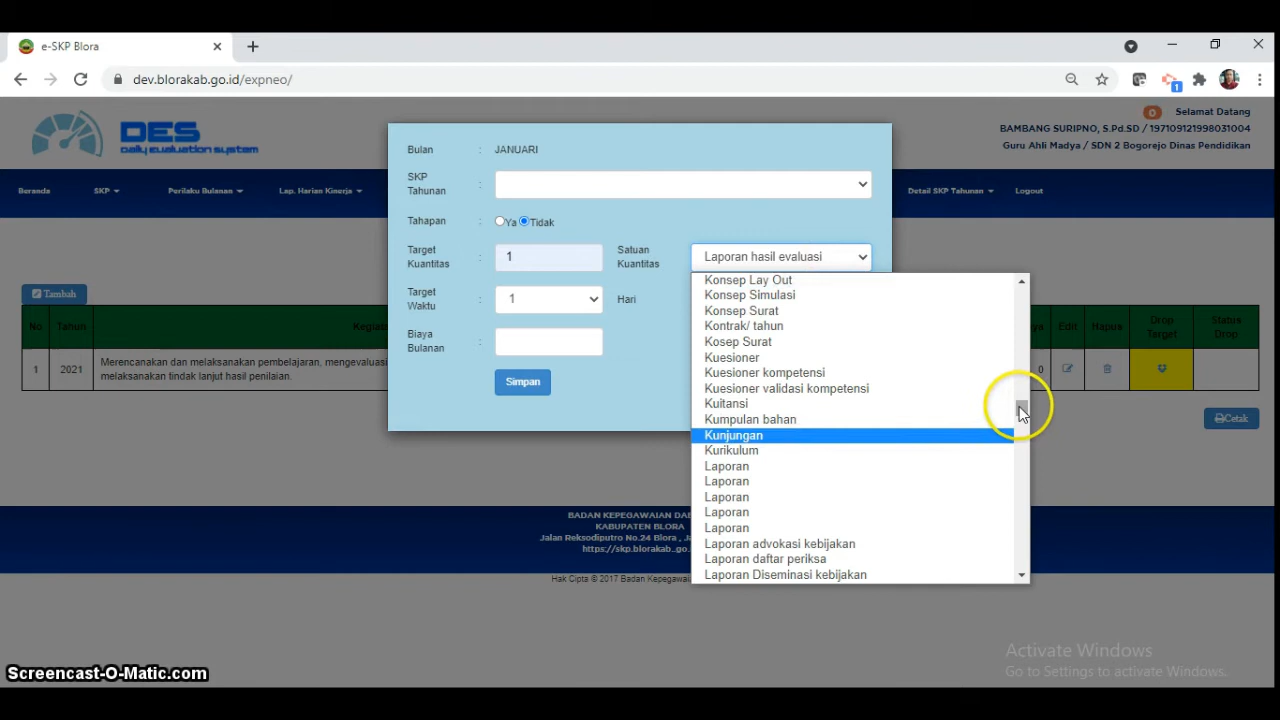 e-SKP Blora
dev.blorakab.go.id/expneo/
1
DES
daily evaluation system
0 Selamat Datang
BAMBANG SURIPNO, S.Pd.SD / 197109121998031004
Guru Ahli Madya / SDN 2 Bogorejo Dinas Pendidikan
Beranda SKP Perilaku Bulanan Lap. Harian Kinerja Detail SKP Tahunan Logout
Bulan : JANUARI
SKP Tahunan :
Tahapan : Ya Tidak
Target Kuantitas : 1 Satuan Kuantitas Laporan hasil evaluasi
Target Waktu : 1 Hari
Biaya Bulanan :
Simpan
Konsep Lay Out
Konsep Simulasi
Konsep Surat
Kontrak/ tahun
Kosep Surat
Kuesioner
Kuesioner kompetensi
Kuesioner validasi kompetensi
Kuitansi
Kumpulan bahan
Kunjungan
Kurikulum
Laporan
Laporan
Laporan
Laporan
Laporan
Laporan advokasi kebijakan
Laporan daftar periksa
Laporan Diseminasi kebijakan
Tambah
No Tahun Edit Hapus Drop Target Status Drop
1 2021 Merencanakan dan melaksanakan pembelajaran, mengevaluasi
melaksanakan tindak lanjut hasil penilaian.
0
Cetak
BADAN KEPEGAWAIAN
KABUPATEN BLORA
Jalan Reksodiputro No.24 Blora ,
https://skp.blorakab.go.
Hak Cipta © 2017 Badan
Activate Windows
Go to Settings to activate Windows.
Screencast-O-Matic.com